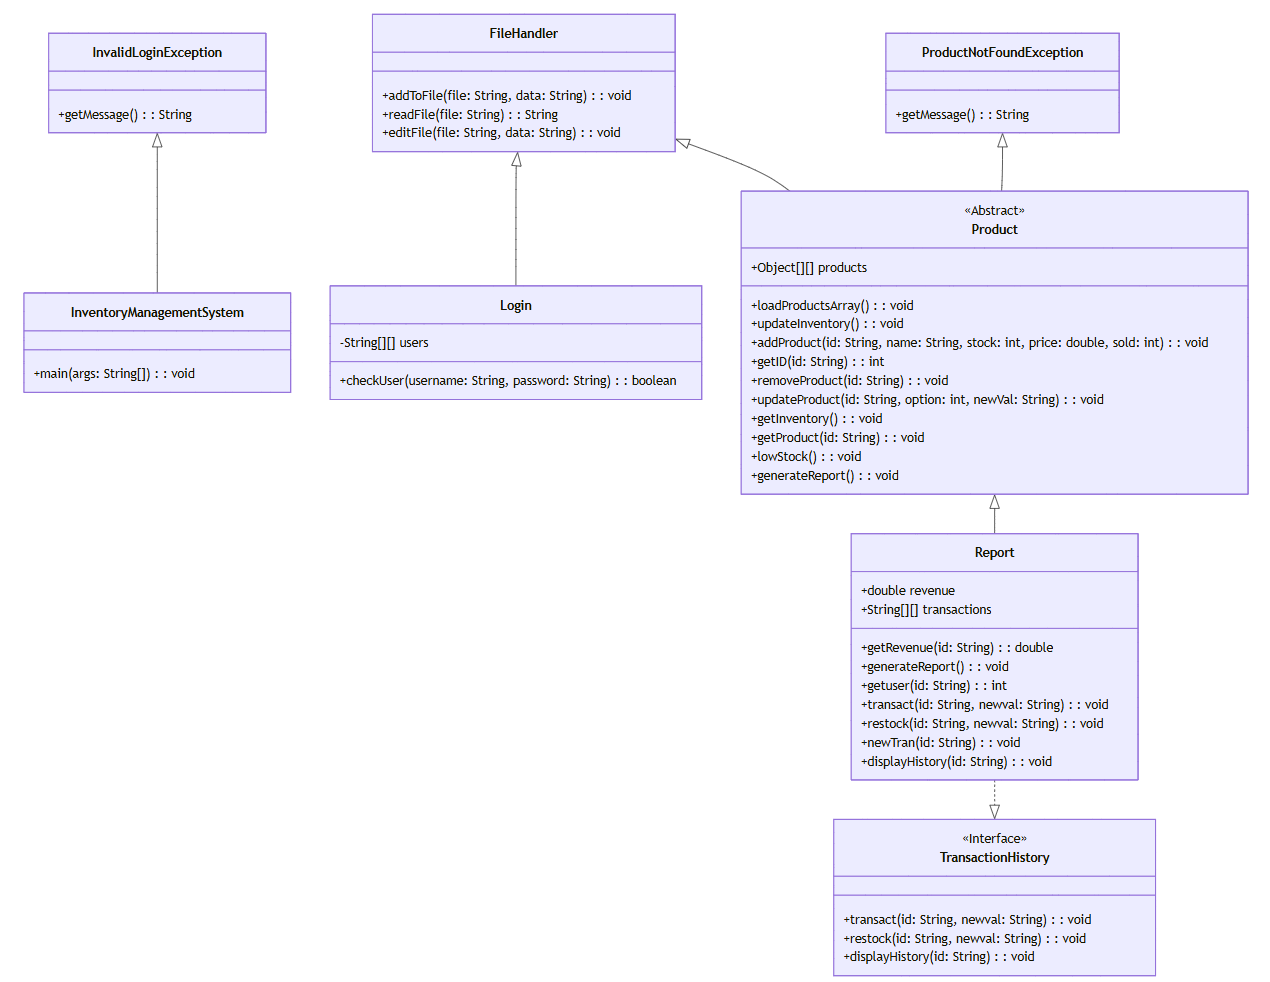 InvalidLoginException
+getMessage() : : String
FileHandler
+addToFile(file: String, data: String) : : void
+readFile(file: String) : : String
+editFile(file: String, data: String) : : void
ProductNotFoundException
+getMessage() : : String
«Abstract»
Product
+Object[][] products
+loadProductsArray() : : void
+updateInventory() : : void
+addProduct(id: String, name: String, stock: int, price: double, sold: int) : : void
+getID(id: String) : : int
+removeProduct(id: String) : : void
+updateProduct(id: String, option: int, newVal: String) : : void
+getInventory() : : void
+getProduct(id: String) : : void
+lowStock() : : void
+generateReport() : : void
InventoryManagementSystem
+main(args: String[]) : : void
Login
-String[][] users
+checkUser(username: String, password: String) : : boolean
Report
+double revenue
+String[][] transactions
+getRevenue(id: String) : : double
+generateReport() : : void
+getuser(id: String) : : int
+transact(id: String, newval: String) : : void
+restock(id: String, newval: String) : : void
+newTran(id: String) : : void
+displayHistory(id: String) : : void
«Interface»
TransactionHistory
+transact(id: String, newval: String) : : void
+restock(id: String, newval: String) : : void
+displayHistory(id: String) : : void